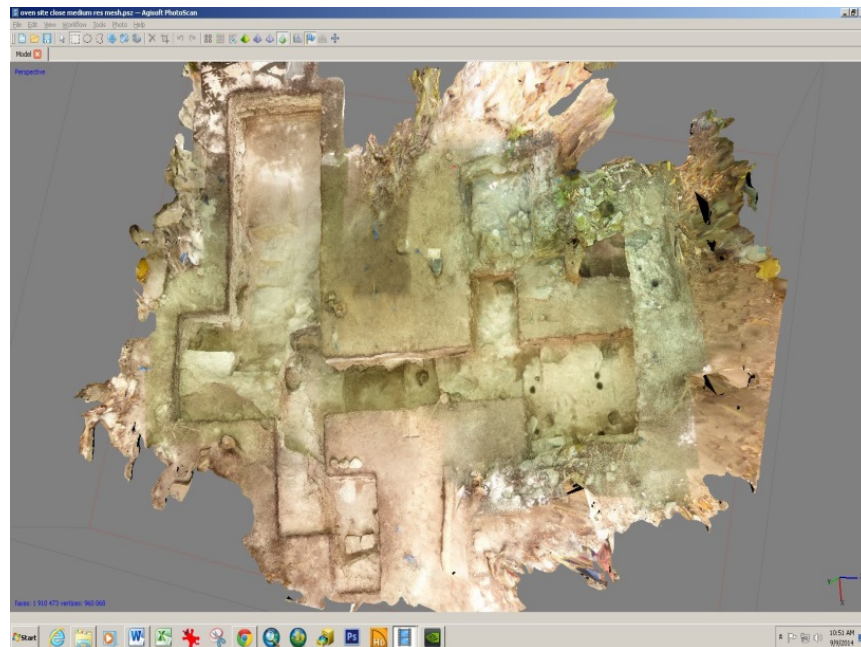 oven site close medium res mesh.psz — Agisoft PhotoScan
File Edit View Workflow Tools Photo Help
Model
Perspective
Faces: 1 910 473 vertices: 960 060
Start
10:51 AM
9/9/2014